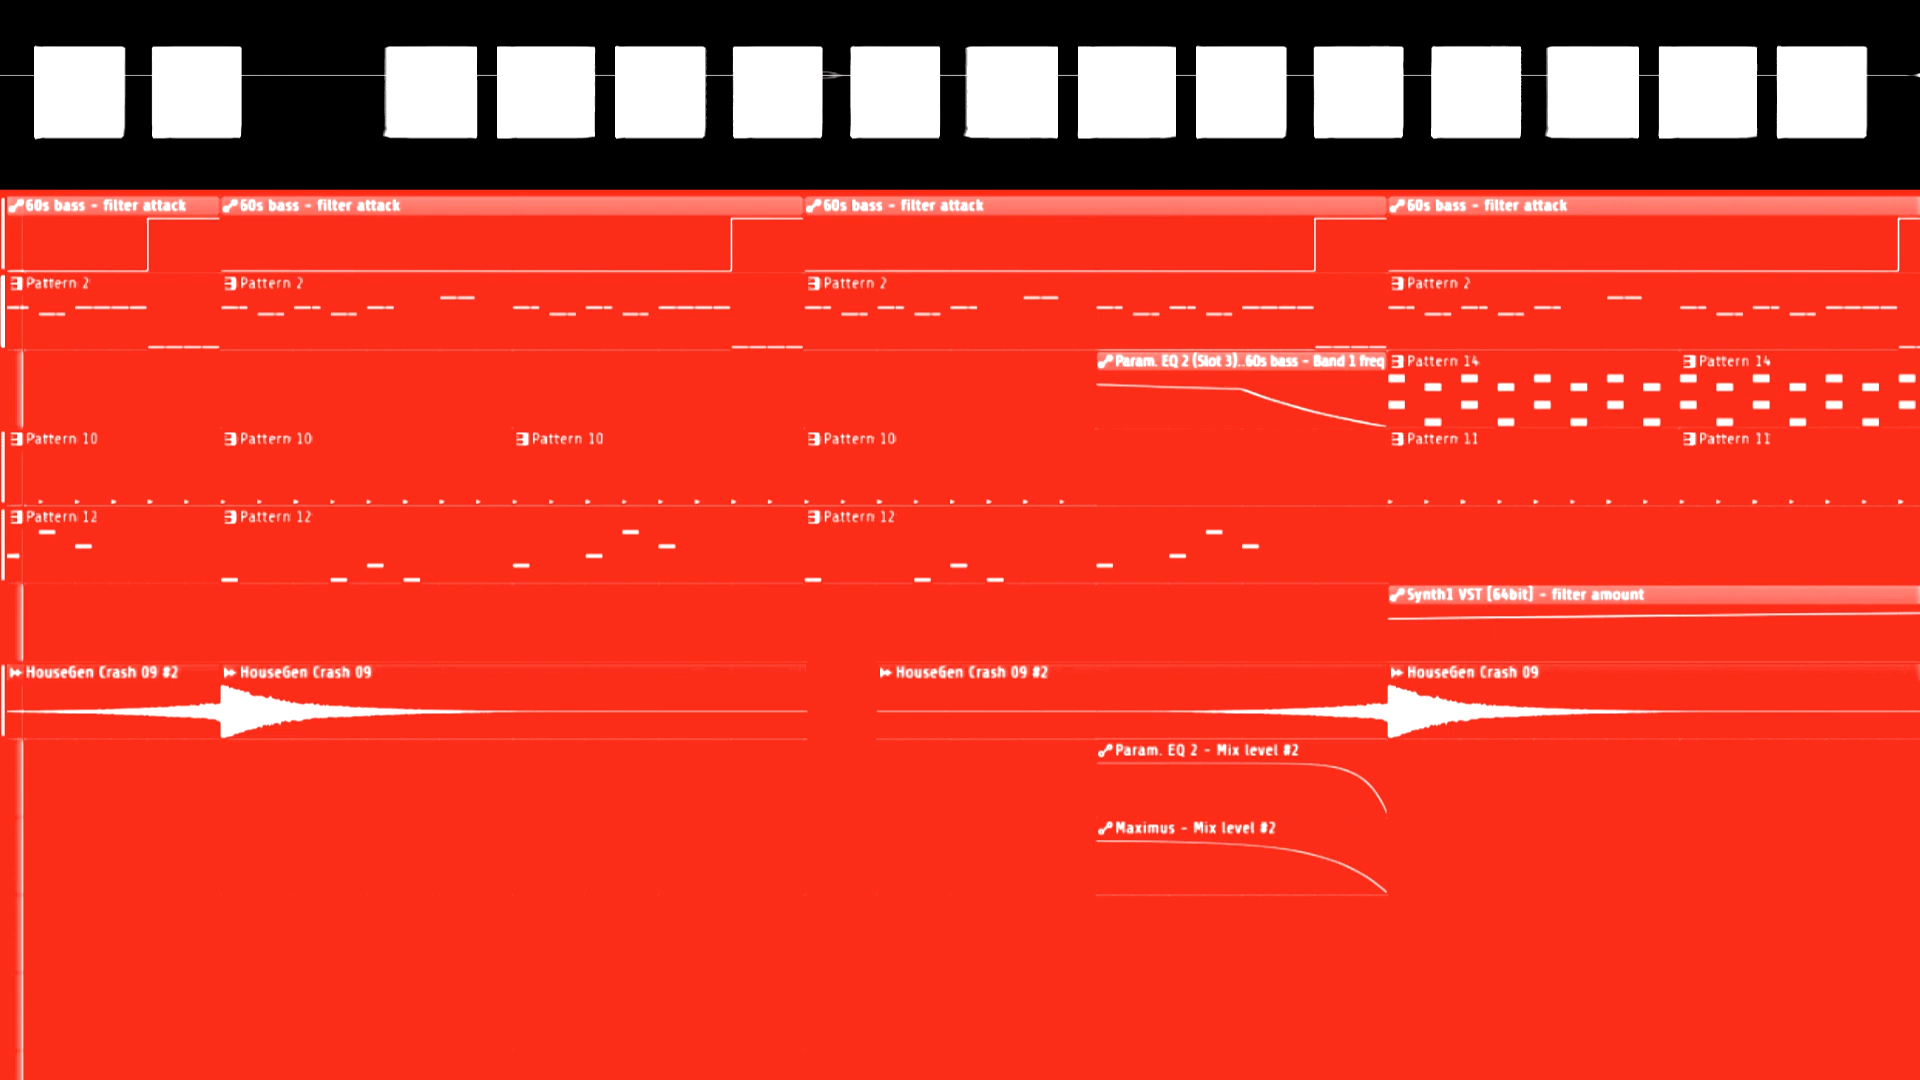 60s bass - filter attack 60s bass - filter attack 60s bass - filter attack 60s bass - filter attack
Pattern 2 Pattern 2 Pattern 2 Pattern 2
Param. EQ 2 (Slot 3)..60s bass - Band 1 freq Pattern 14 Pattern 14
Pattern 10 Pattern 10 Pattern 10 Pattern 10 Pattern 11 Pattern 11
Pattern 12 Pattern 12 Pattern 12
Synth1 VST [64bit] - filter amount
HouseGen Crash 09 #2 HouseGen Crash 09 HouseGen Crash 09 #2 HouseGen Crash 09
Param. EQ 2 - Mix level #2
Maximus - Mix level #2